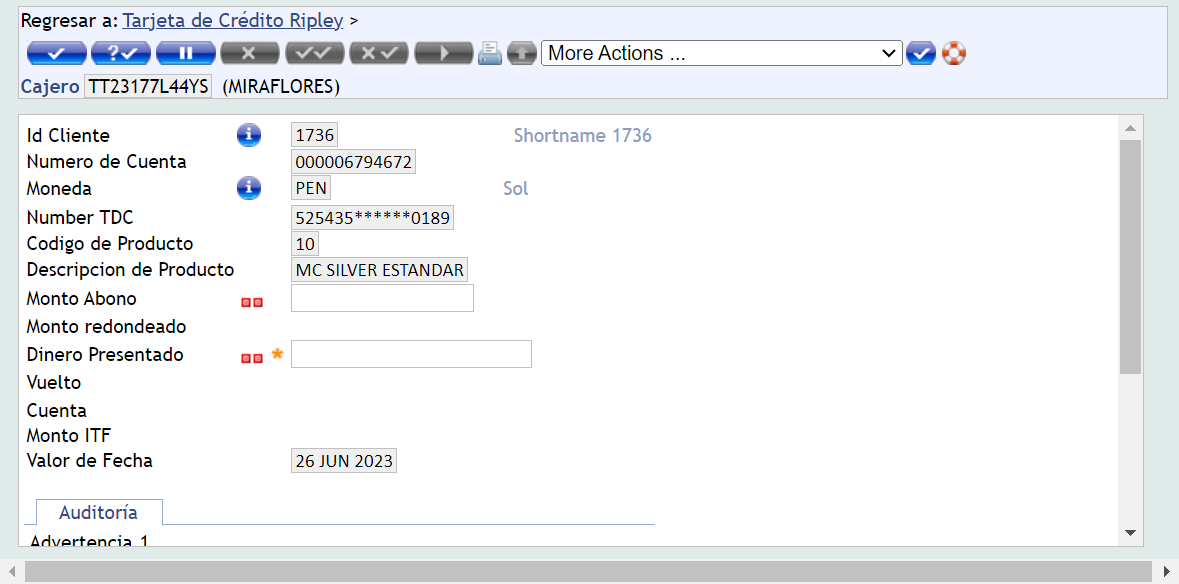 Regresar a: Tarjeta de Crédito Ripley >
More Actions ...
Cajero TT23177L44YS (MIRAFLORES)
Id Cliente 1736 Shortname 1736
Numero de Cuenta 000006794672
Moneda PEN Sol
Number TDC 525435******0189
Codigo de Producto 10
Descripcion de Producto MC SILVER ESTANDAR
Monto Abono
Monto redondeado
Dinero Presentado *
Vuelto
Cuenta
Monto ITF
Valor de Fecha 26 JUN 2023
Auditoría
Advertencia 1